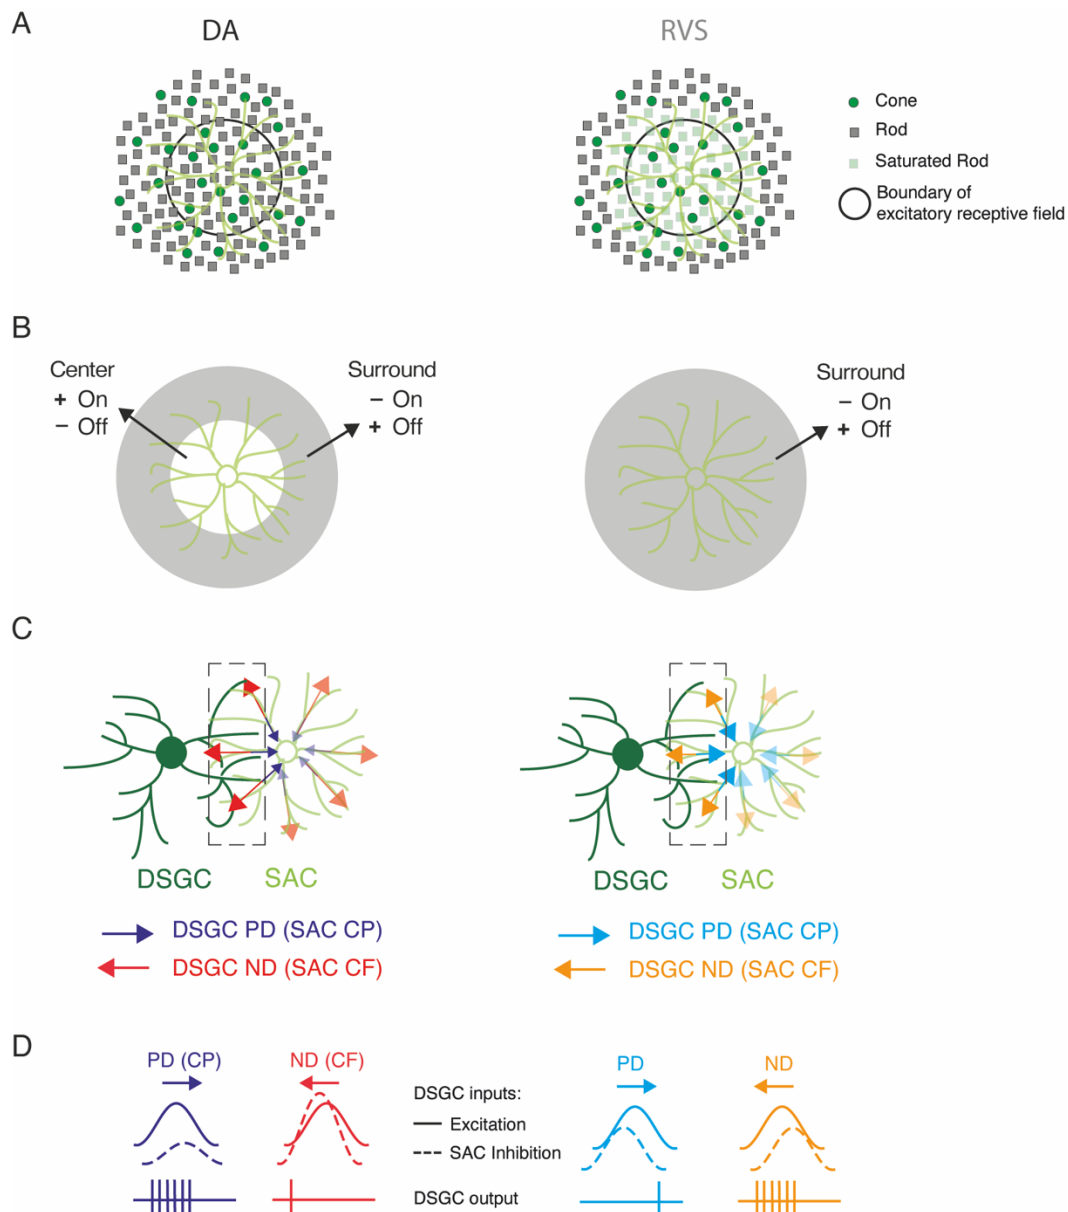 A
DA
RVS
Cone
Rod
Saturated Rod
Boundary of
excitatory receptive field
B
Center
+ On
− Off
Surround
− On
+ Off
Surround
− On
+ Off
C
DSGC
SAC
DSGC PD (SAC CP)
DSGC ND (SAC CF)
DSGC
SAC
DSGC PD (SAC CP)
DSGC ND (SAC CF)
D
PD (CP)
ND (CF)
DSGC inputs:
Excitation
SAC Inhibition
DSGC output
PD
ND